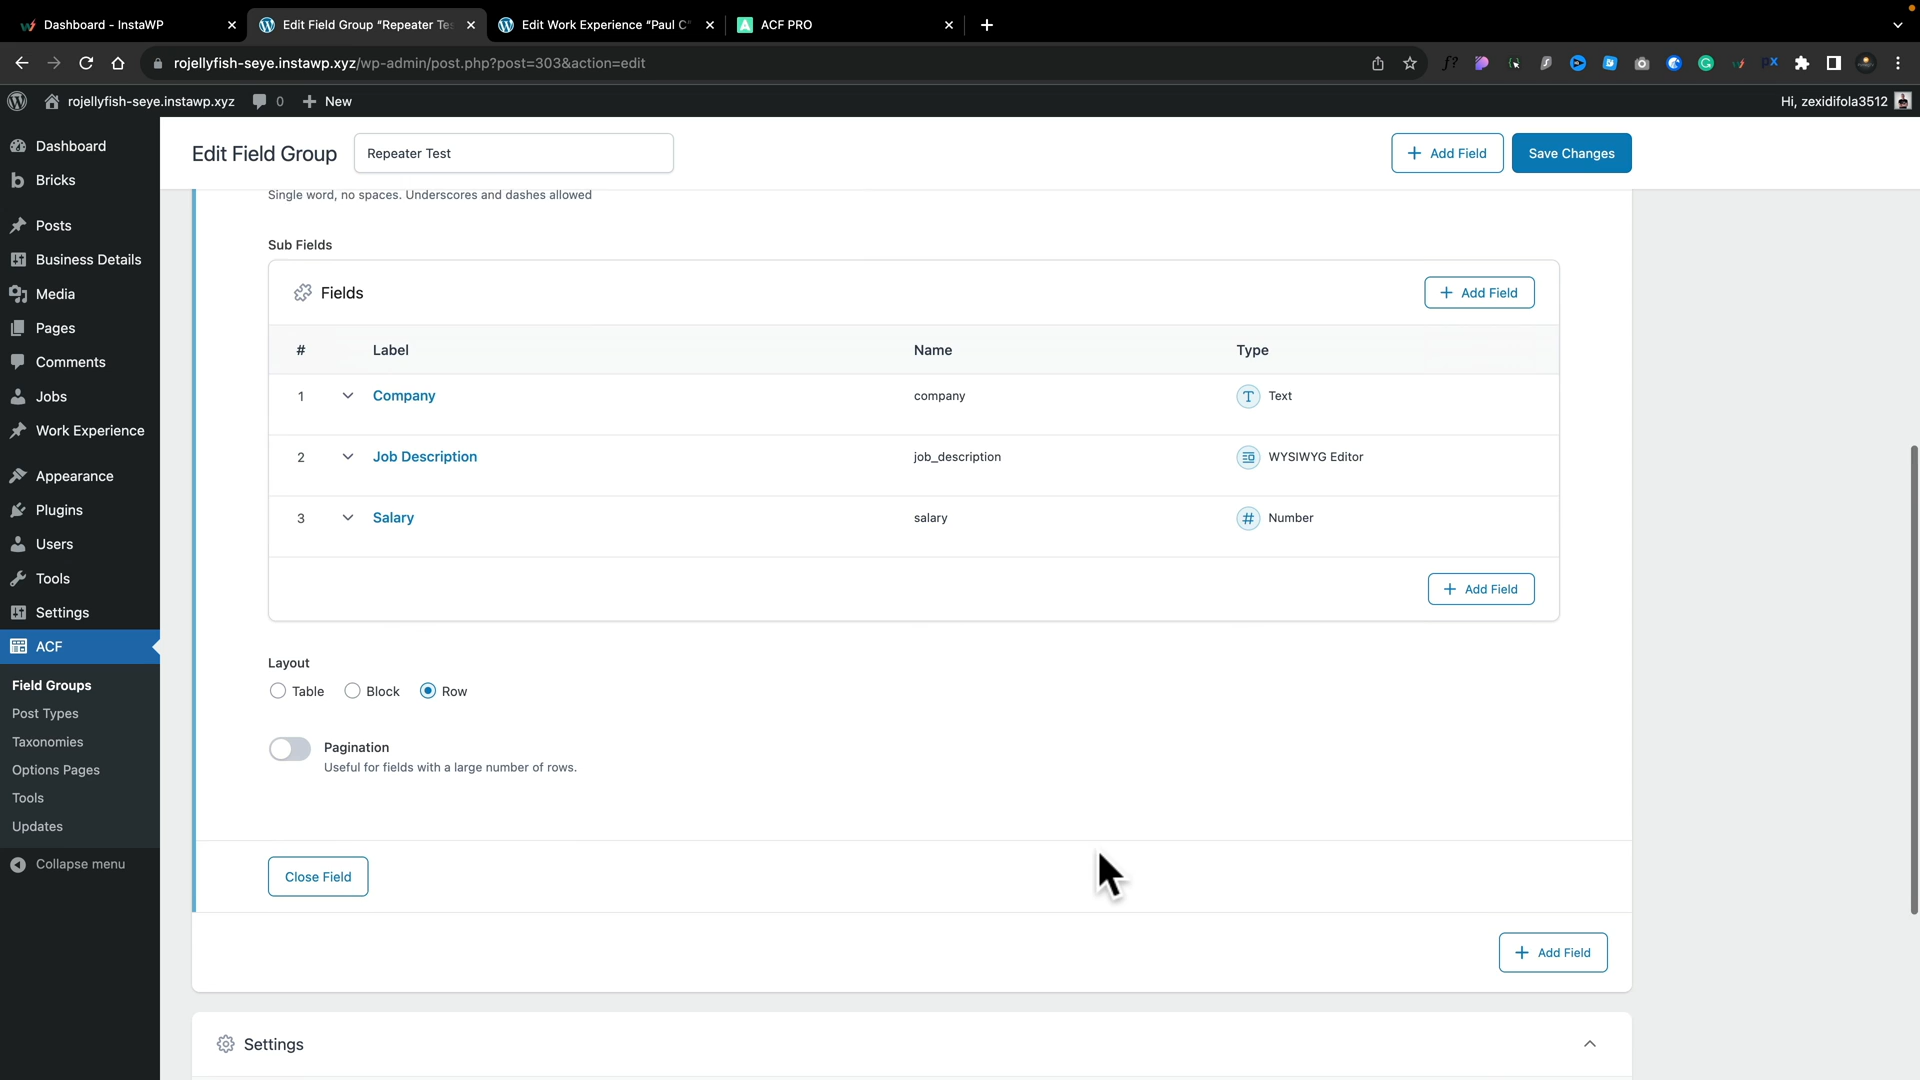 Dashboard - InstaWP
Edit Field Group "Repeater Te
Edit Work Experience "Paul C"
ACF PRO
rojellyfish-seye.instawp.xyz/wp-admin/post.php?post=303&action=edit
rojellyfish-seye.instawp.xyz
0
New
Hi, zexidifola3512
Dashboard
Bricks
Posts
Business Details
Media
Pages
Comments
Jobs
Work Experience
Appearance
Plugins
Users
Tools
Settings
ACF
Field Groups
Post Types
Taxonomies
Options Pages
Tools
Updates
Collapse menu
Edit Field Group
Repeater Test
+ Add Field
Save Changes
Single word, no spaces. Underscores and dashes allowed
Sub Fields
Fields
+ Add Field
# Label Name Type
1 Company company Text
2 Job Description job_description WYSIWYG Editor
3 Salary salary # Number
+ Add Field
Layout
Table Block Row
Pagination
Useful for fields with a large number of rows.
Close Field
+ Add Field
Settings